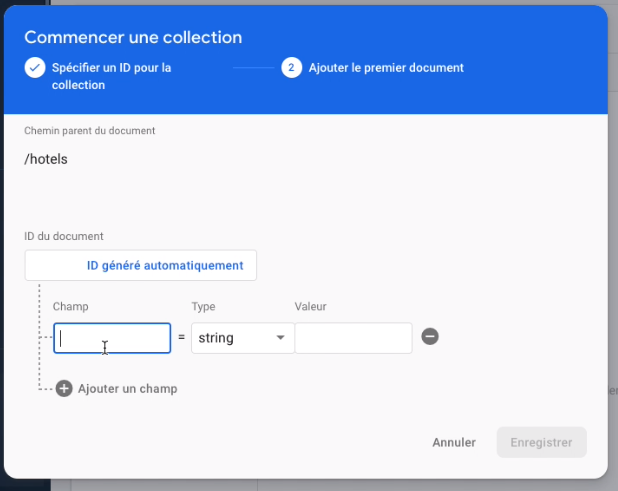 Commencer une collection
Spécifier un ID pour la
collection
2 Ajouter le premier document
Chemin parent du document
/hotels
ID du document
ID généré automatiquement
Champ Type Valeur
= string
Ajouter un champ
Annuler Enregistrer